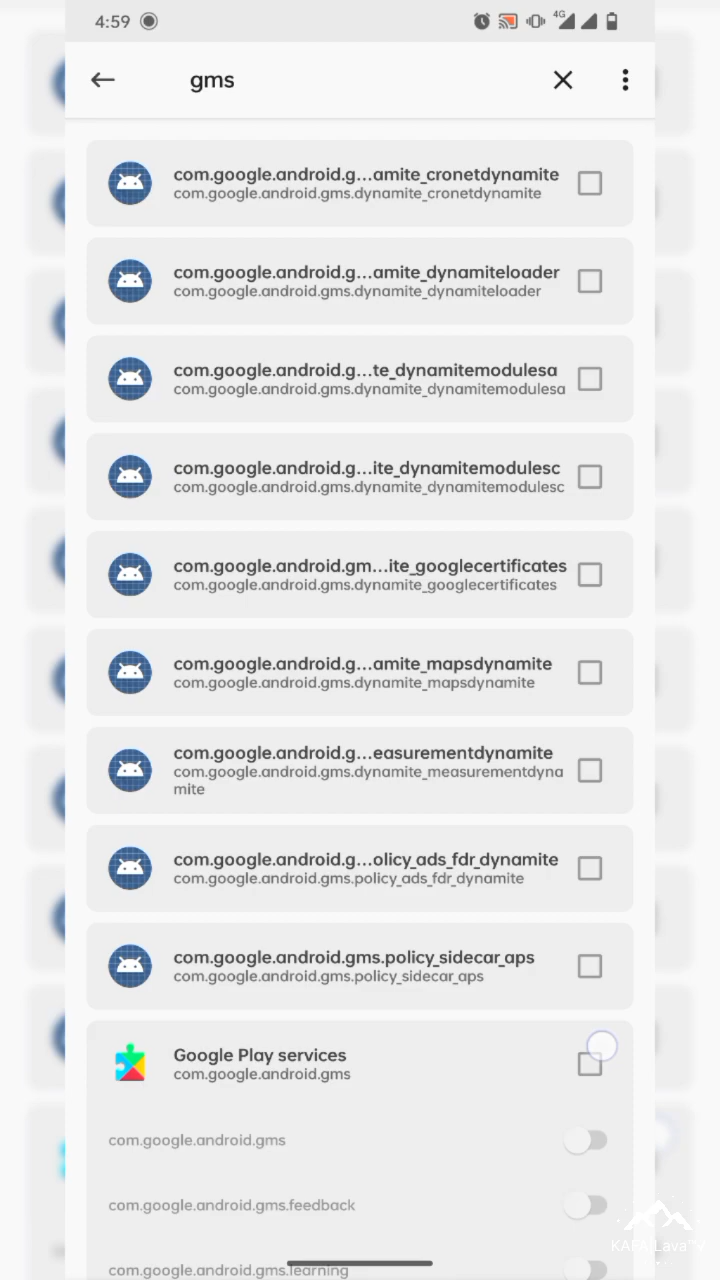 4:59
4G
gms
com.google.android.g...amite_cronetdynamite
com.google.android.gms.dynamite_cronetdynamite
com.google.android.g...amite_dynamiteloader
com.google.android.gms.dynamite_dynamiteloader
com.google.android.g...te_dynamitemodulesa
com.google.android.gms.dynamite_dynamitemodulesa
com.google.android.g...ite_dynamitemodulesc
com.google.android.gms.dynamite_dynamitemodulesc
com.google.android.gm...ite_googlecertificates
com.google.android.gms.dynamite_googlecertificates
com.google.android.g...amite_mapsdynamite
com.google.android.gms.dynamite_mapsdynamite
com.google.android.g...easurementdynamite
com.google.android.gms.dynamite_measurementdyna
mite
com.google.android.g...olicy_ads_fdr_dynamite
com.google.android.gms.policy_ads_fdr_dynamite
com.google.android.gms.policy_sidecar_aps
com.google.android.gms.policy_sidecar_aps
Google Play services
com.google.android.gms
com.google.android.gms
com.google.android.gms.feedback
com.google.android.gms.learning